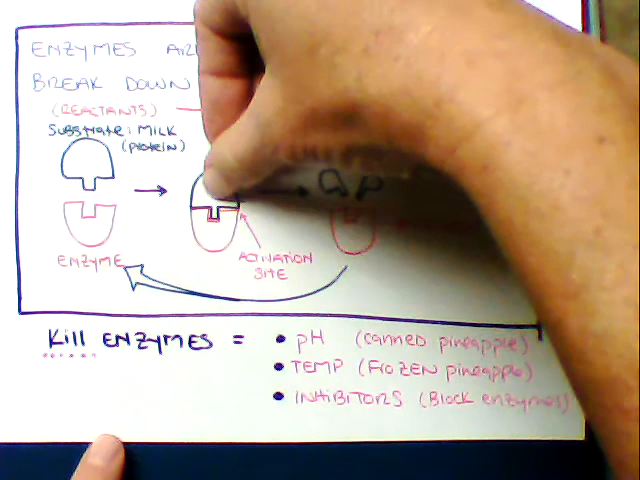 ENZYMES
BREAK DOWN
(REACTANTS)
Substrate: MILK
(protein)
ENZYME
ACTIVATION
SITE
Kill ENZYMES =
• pH (canned pineapple)
• TEMP (FROZEN pineapple)
• INHIBITORS (Block enzymes)